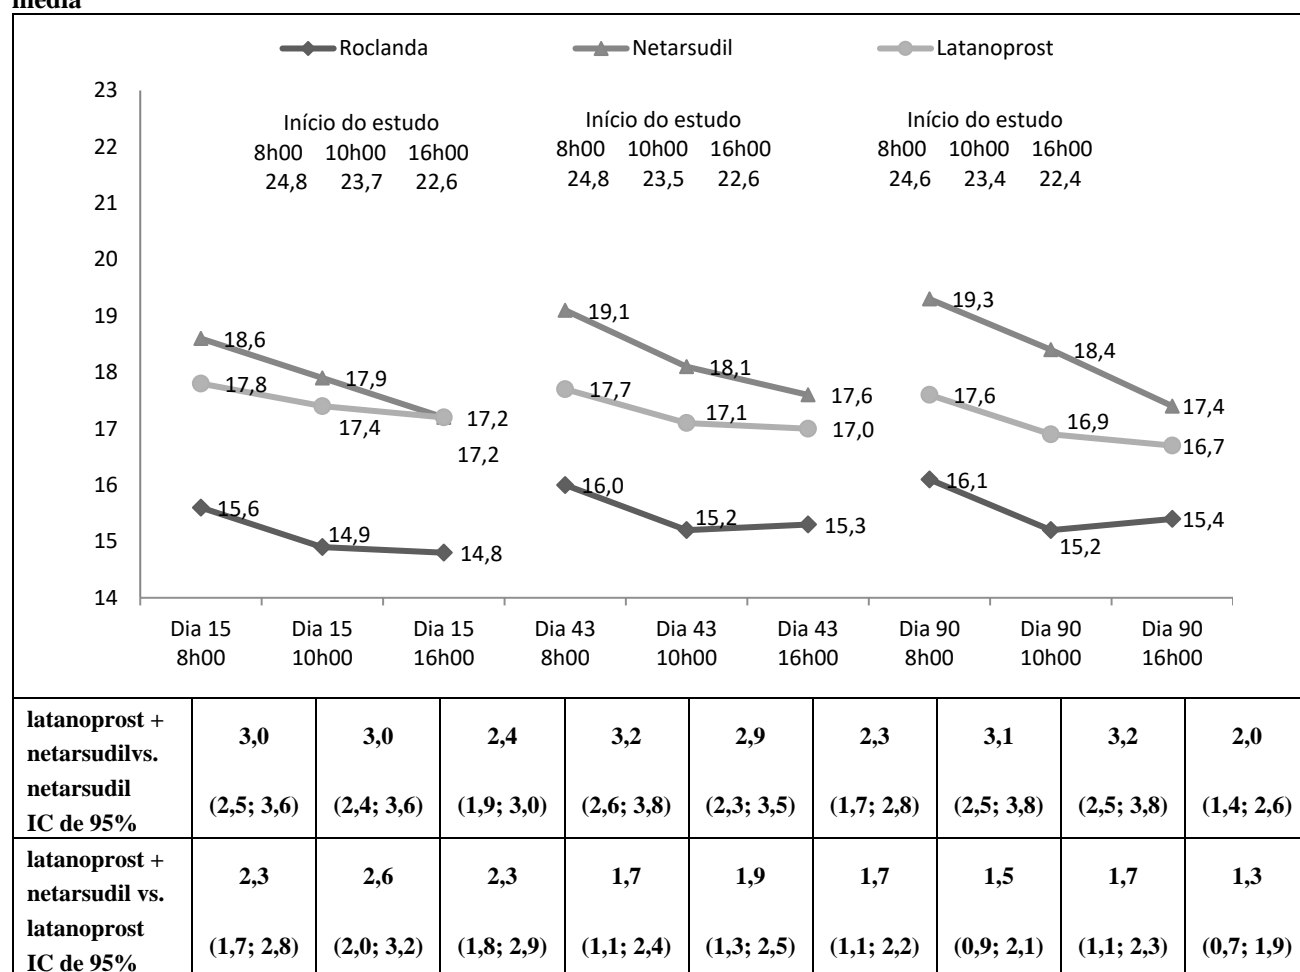 média
Roclanda Netarsudil Latanoprost
23
22
21
20
19
18
17
16
15
14
Início do estudo
8h00 10h00 16h00
24,8 23,7 22,6
Início do estudo
8h00 10h00 16h00
24,8 23,5 22,6
Início do estudo
8h00 10h00 16h00
24,6 23,4 22,4
18,6 17,9 17,2
17,8 17,4 17,2
15,6 14,9 14,8
19,1 18,1 17,6
17,7 17,1 17,0
16,0 15,2 15,3
19,3 18,4 17,4
17,6 16,9 16,7
16,1 15,2 15,4
Dia 15 Dia 15 Dia 15 Dia 43 Dia 43 Dia 43 Dia 90 Dia 90 Dia 90
8h00 10h00 16h00 8h00 10h00 16h00 8h00 10h00 16h00
latanoprost +
netarsudilvs.
3,0 3,0 2,4 3,2 2,9 2,3 3,1 3,2 2,0
netarsudil
IC de 95%
(2,5; 3,6) (2,4; 3,6) (1,9; 3,0) (2,6; 3,8) (2,3; 3,5) (1,7; 2,8) (2,5; 3,8) (2,5; 3,8) (1,4; 2,6)
latanoprost +
netarsudil vs.
2,3 2,6 2,3 1,7 1,9 1,7 1,5 1,7 1,3
latanoprost
IC de 95%
(1,7; 2,8) (2,0; 3,2) (1,8; 2,9) (1,1; 2,4) (1,3; 2,5) (1,1; 2,2) (0,9; 2,1) (1,1; 2,3) (0,7; 1,9)